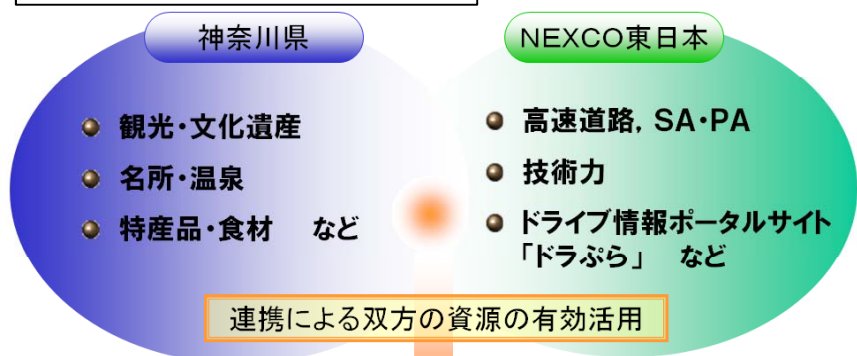 神奈川県
観光・文化遺産
名所・温泉
特産品・食材　など
NEXCO東日本
高速道路, SA・PA
技術力
ドライブ情報ポータルサイト
「ドラぷら」　など
連携による双方の資源の有効活用